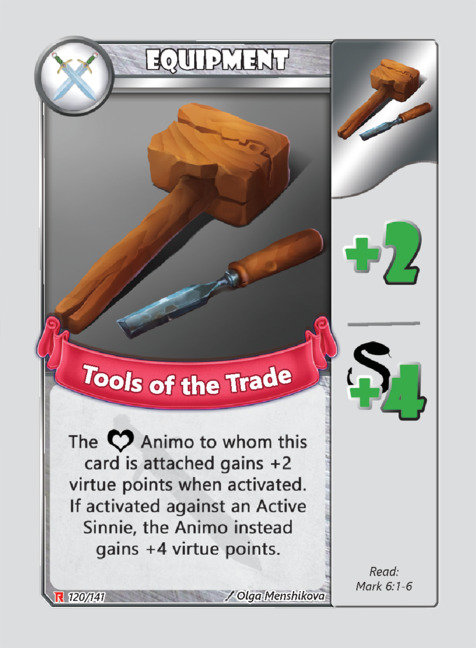 EQUIPMENT
+2
+4
Tools of the Trade
The Animo to whom this
card is attached gains +2
virtue points when activated.
If activated against an Active
Sinnie, the Animo instead
gains +4 virtue points.
Read:
Mark 6:1-6
R 120/141
Olga Menshikova